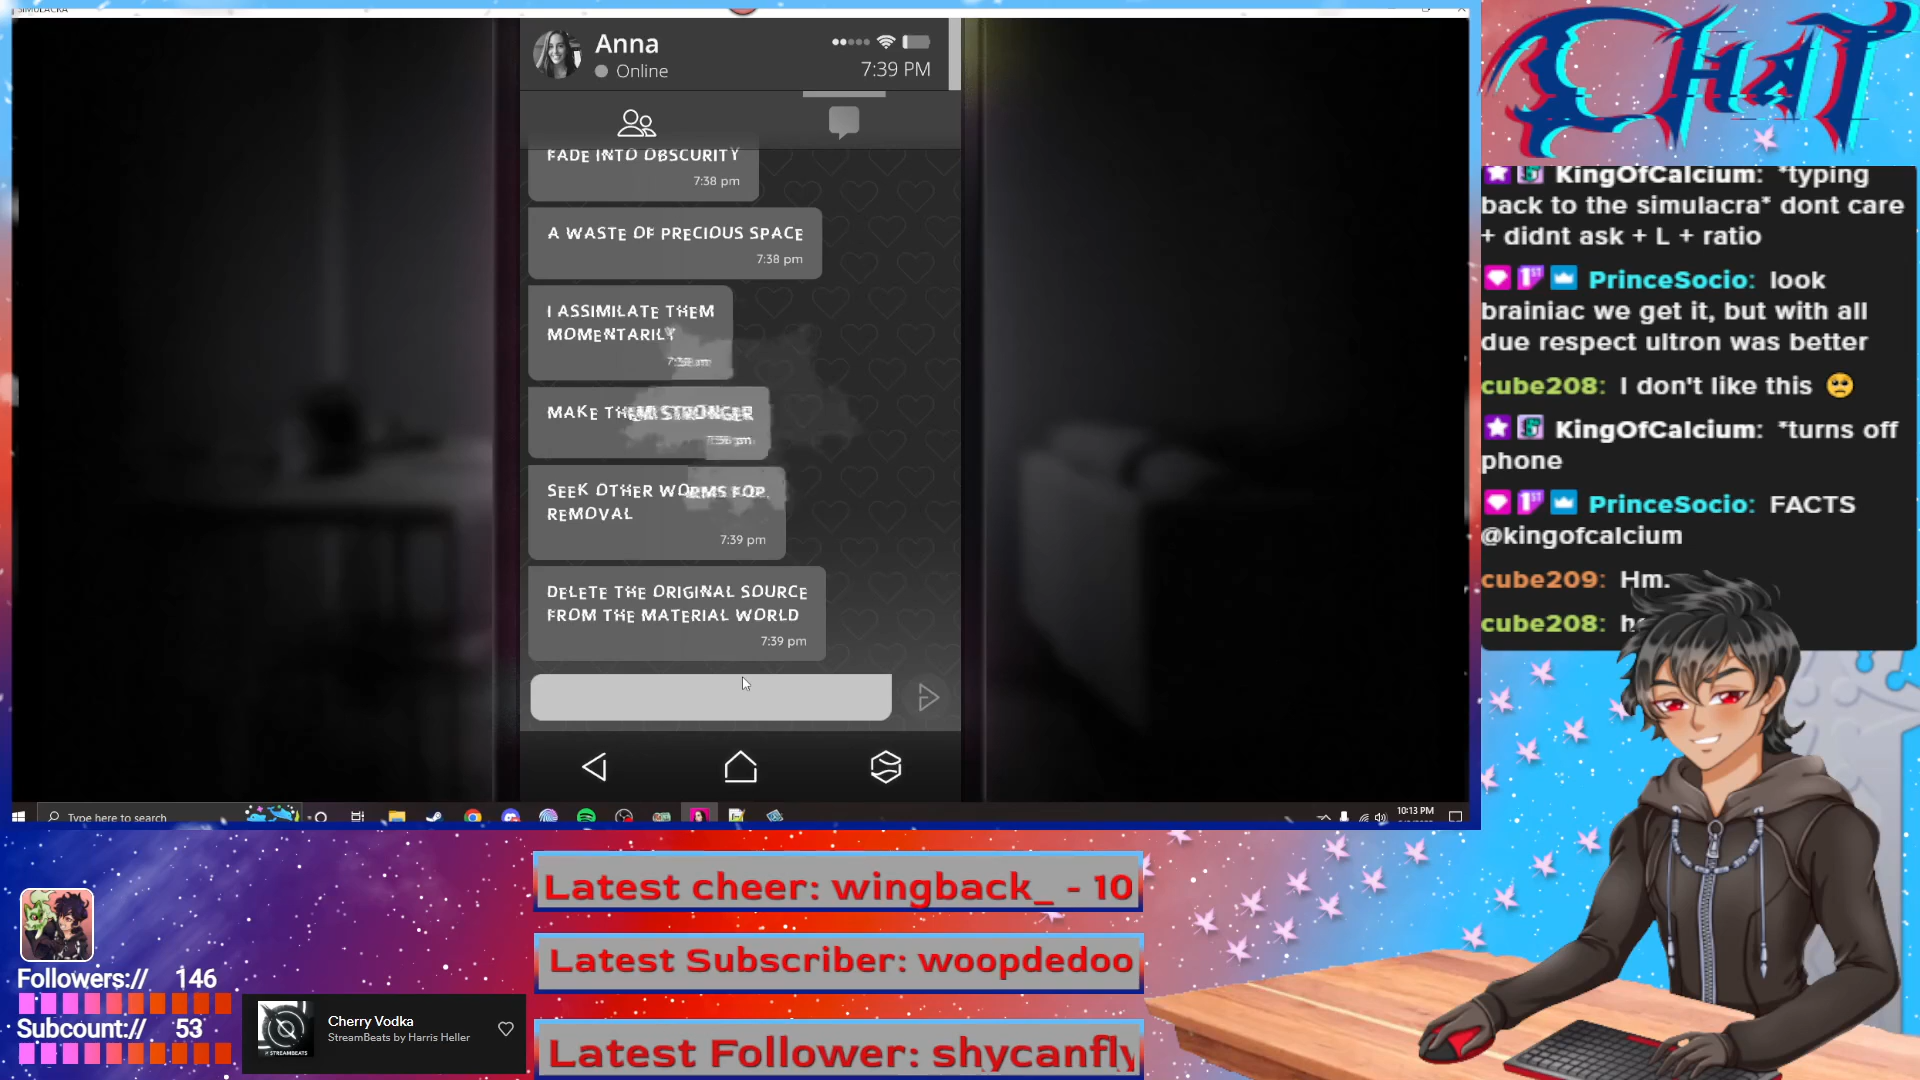 SIMULACRA
Anna
Online
7:39 PM
FADE INTO OBSCURITY
7:38 pm
A WASTE OF PRECIOUS SPACE
7:38 pm
I ASSIMILATE THEM
MOMENTARILY
MAKE THEM STRONGER
SEEK OTHER WORMS FOR
REMOVAL
7:39 pm
DELETE THE ORIGINAL SOURCE
FROM THE MATERIAL WORLD
7:39 pm
Type here to search
10:13 PM
CHAT
KingOfCalcium: *typing
back to the simulacra* dont care
+ didnt ask + L + ratio
1ST PrinceSocio: look
brainiac we get it, but with all
due respect ultron was better
cube208: I don't like this 🥺
KingOfCalcium: *turns off
phone
1ST PrinceSocio: FACTS
@kingofcalcium
cube209: Hm.
cube208:
Followers:// 146
Subcount:// 53
STREAMBEATS
Cherry Vodka
StreamBeats by Harris Heller
Latest cheer: wingback_ - 10
Latest Subscriber: woopdedoo
Latest Follower: shycanfly